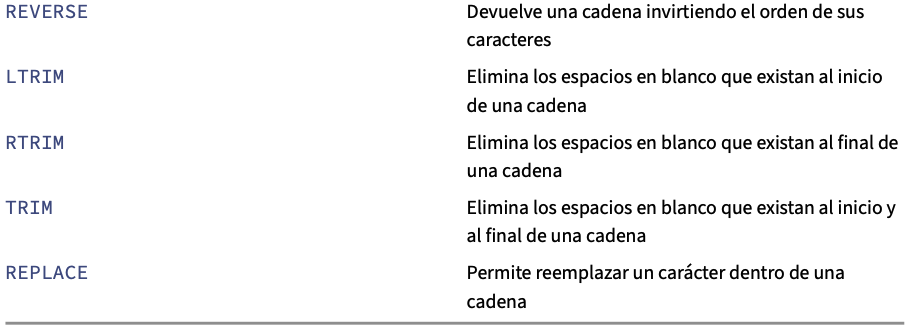 REVERSE Devuelve una cadena invirtiendo el orden de sus
caracteres
LTRIM Elimina los espacios en blanco que existan al inicio
de una cadena
RTRIM Elimina los espacios en blanco que existan al final de
una cadena
TRIM Elimina los espacios en blanco que existan al inicio y
al final de una cadena
REPLACE Permite reemplazar un carácter dentro de una
cadena